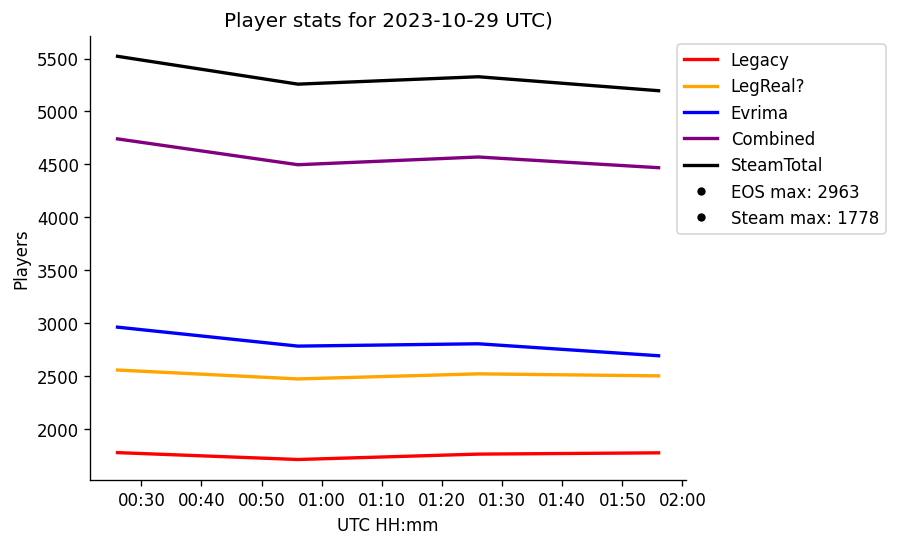 Player stats for 2023-10-29 UTC)
Players
5500
5000
4500
4000
3500
3000
2500
2000
00:30 00:40 00:50 01:00 01:10 01:20 01:30 01:40 01:50 02:00
UTC HH:mm
Legacy
LegReal?
Evrima
Combined
SteamTotal
EOS max: 2963
Steam max: 1778